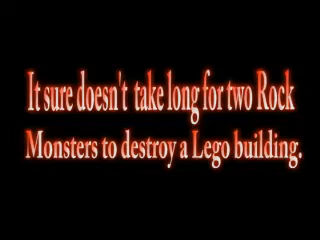 It sure doesn't take long for two Rock
Monsters to destroy a Lego building.